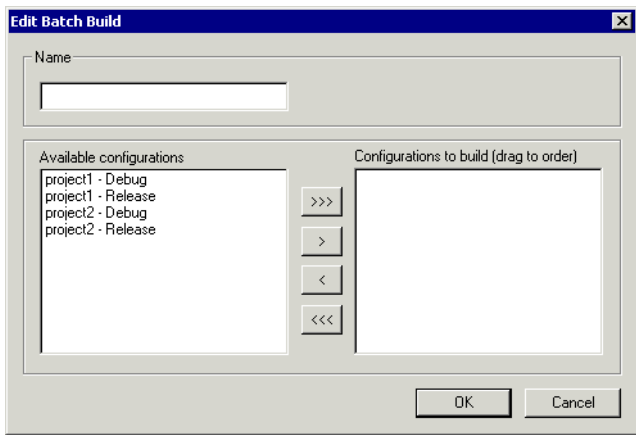 Edit Batch Build
Name
Available configurations
Configurations to build (drag to order)
project1 - Debug
project1 - Release
project2 - Debug
project2 - Release
>>>
>
<
<<<
OK
Cancel